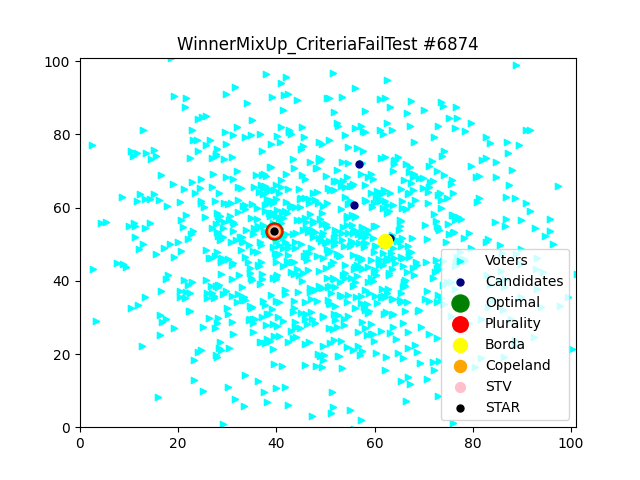 WinnerMixUp_CriteriaFailTest #6874
100
80
60
40
20
0
0 20 40 60 80 100
Voters
Candidates
Optimal
Plurality
Borda
Copeland
STV
STAR